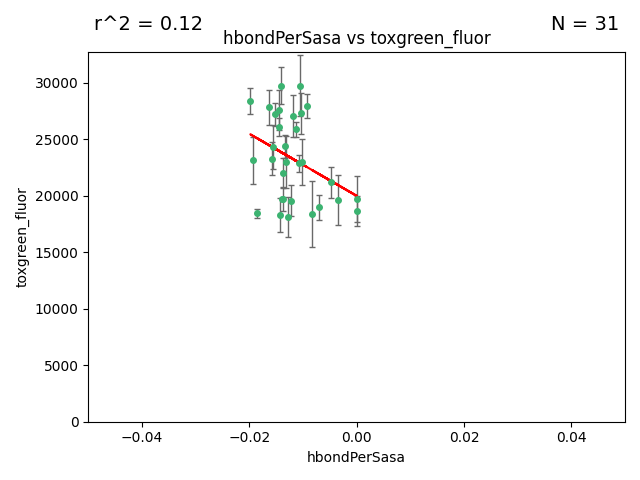 r^2 = 0.12
N = 31
hbondPerSasa vs toxgreen_fluor
30000
25000
20000
15000
10000
5000
0
toxgreen_fluor
−0.04
−0.02
0.00
0.02
0.04
hbondPerSasa